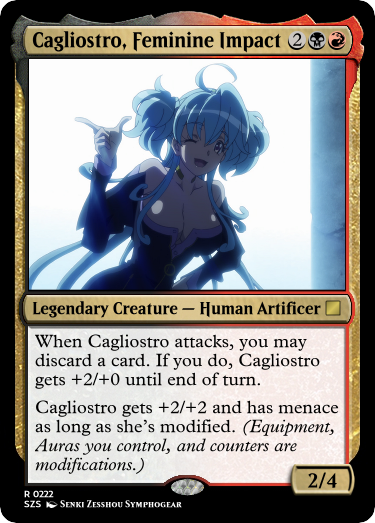 Cagliostro, Feminine Impact 2
Legendary Creature — Human Artificer
When Cagliostro attacks, you may
discard a card. If you do, Cagliostro
gets +2/+0 until end of turn.
Cagliostro gets +2/+2 and has menace
as long as she's modified. (Equipment,
Auras you control, and counters are
modifications.)
2/4
R 0222
SZS Senki Zesshou Symphogear